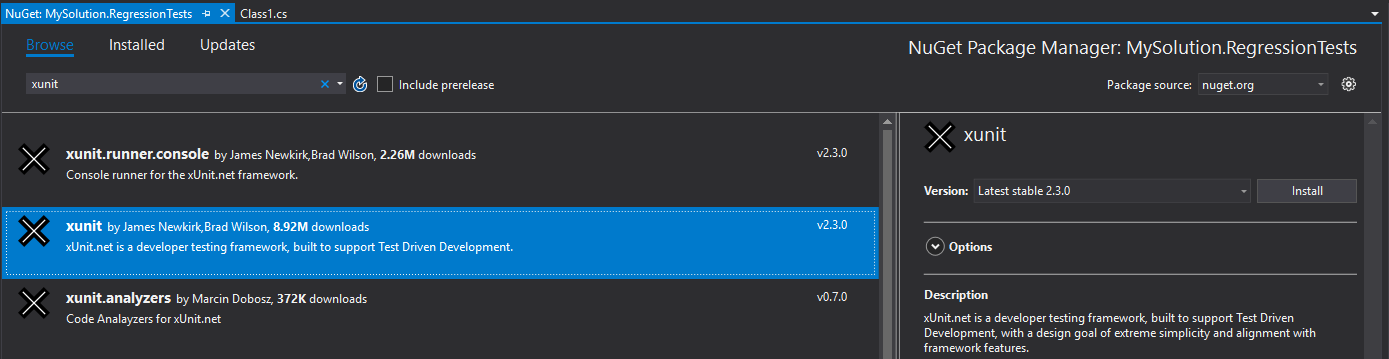 NuGet: MySolution.RegressionTests Class1.cs
Browse Installed Updates NuGet Package Manager: MySolution.RegressionTests
xunit Include prerelease Package source: nuget.org
xunit.runner.console by James Newkirk,Brad Wilson, 2.26M downloads v2.3.0
Console runner for the xUnit.net framework.
xunit by James Newkirk,Brad Wilson, 8.92M downloads v2.3.0
xUnit.net is a developer testing framework, built to support Test Driven Development.
xunit.analyzers by Marcin Dobosz, 372K downloads v0.7.0
Code Analayzers for xUnit.net
xunit
Version: Latest stable 2.3.0 Install
Options
Description
xUnit.net is a developer testing framework, built to support Test Driven
Development, with a design goal of extreme simplicity and alignment with
framework features.